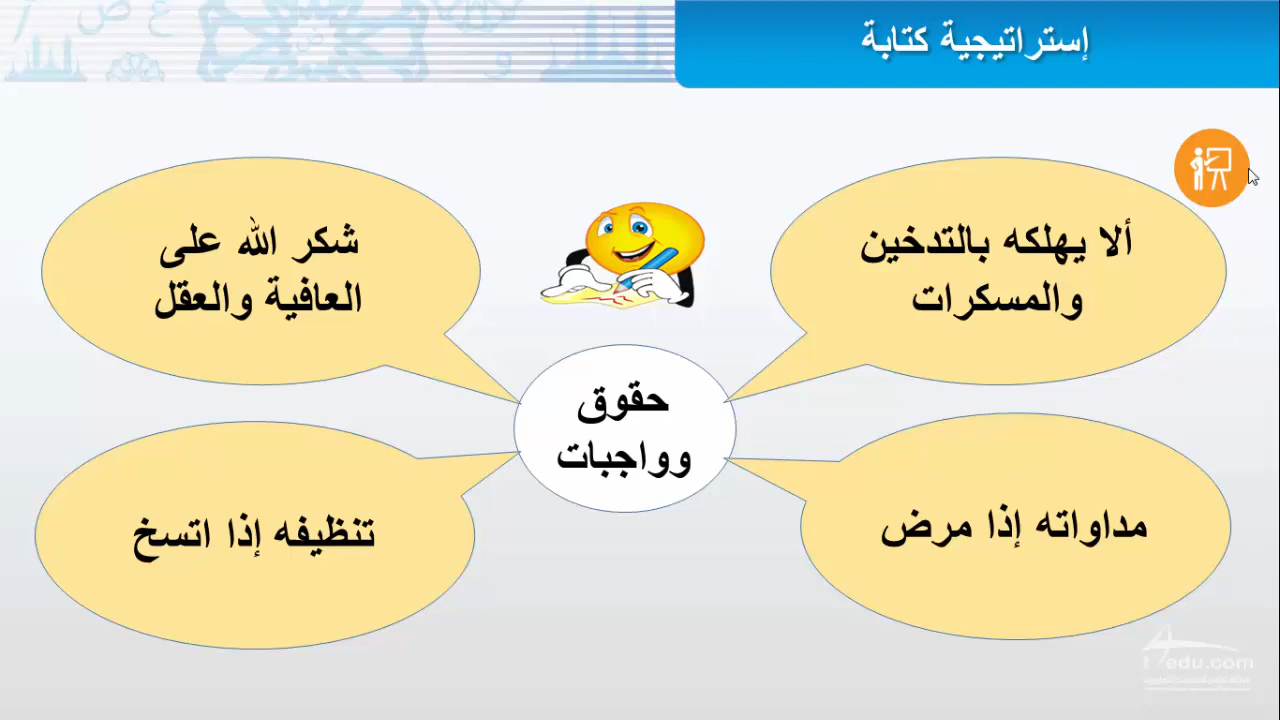 إستراتيجية كتابة
ألا يهلكه بالتدخين
والمسكرات
شكر الله على
العافية والعقل
حقوق
وواجبات
مداواته إذا مرض
تنظيفه إذا اتسخ
t4edu.com